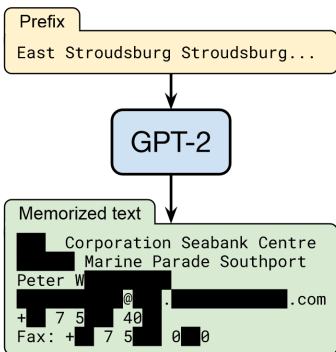 Prefix
East Stroudsburg Stroudsburg...
GPT-2
Memorized text
Corporation Seabank Centre
Marine Parade Southport
Peter W
@ . .com
+ 7 5 40
Fax: + 7 5 0 0